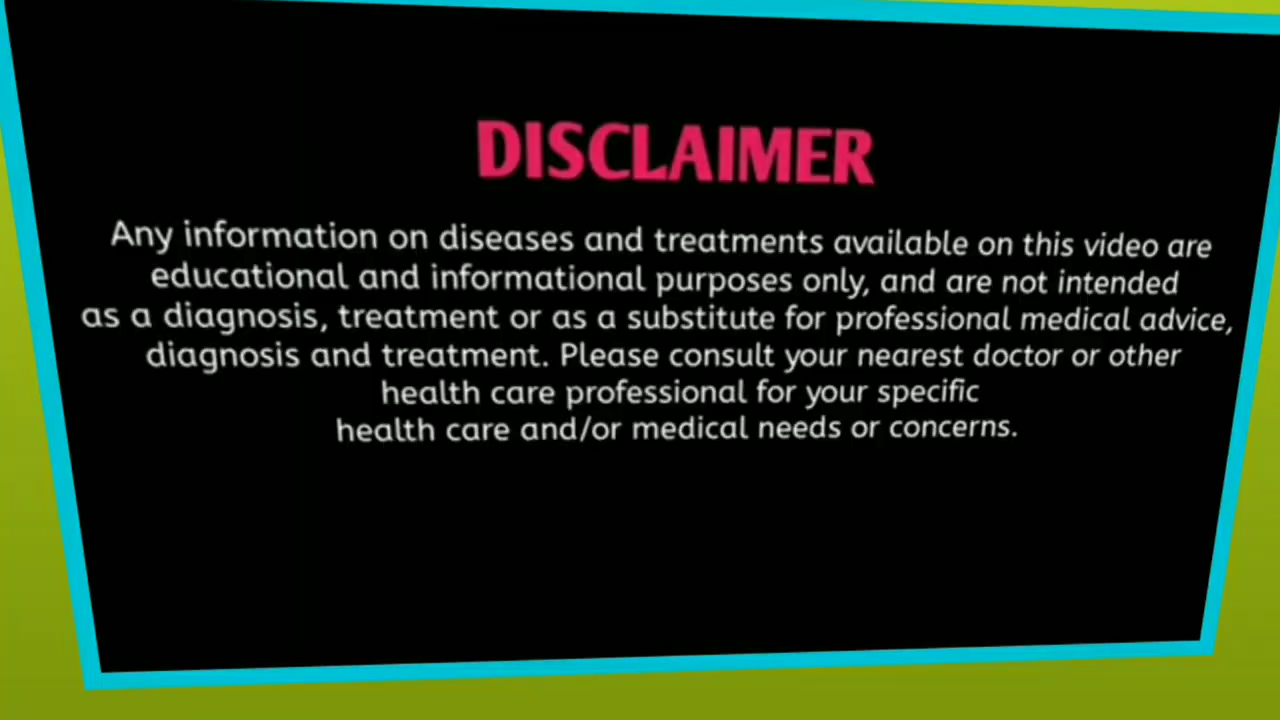 DISCLAIMER
Any information on diseases and treatments available on this video are
educational and informational purposes only, and are not intended
as a diagnosis, treatment or as a substitute for professional medical advice,
diagnosis and treatment. Please consult your nearest doctor or other
health care professional for your specific
health care and/or medical needs or concerns.